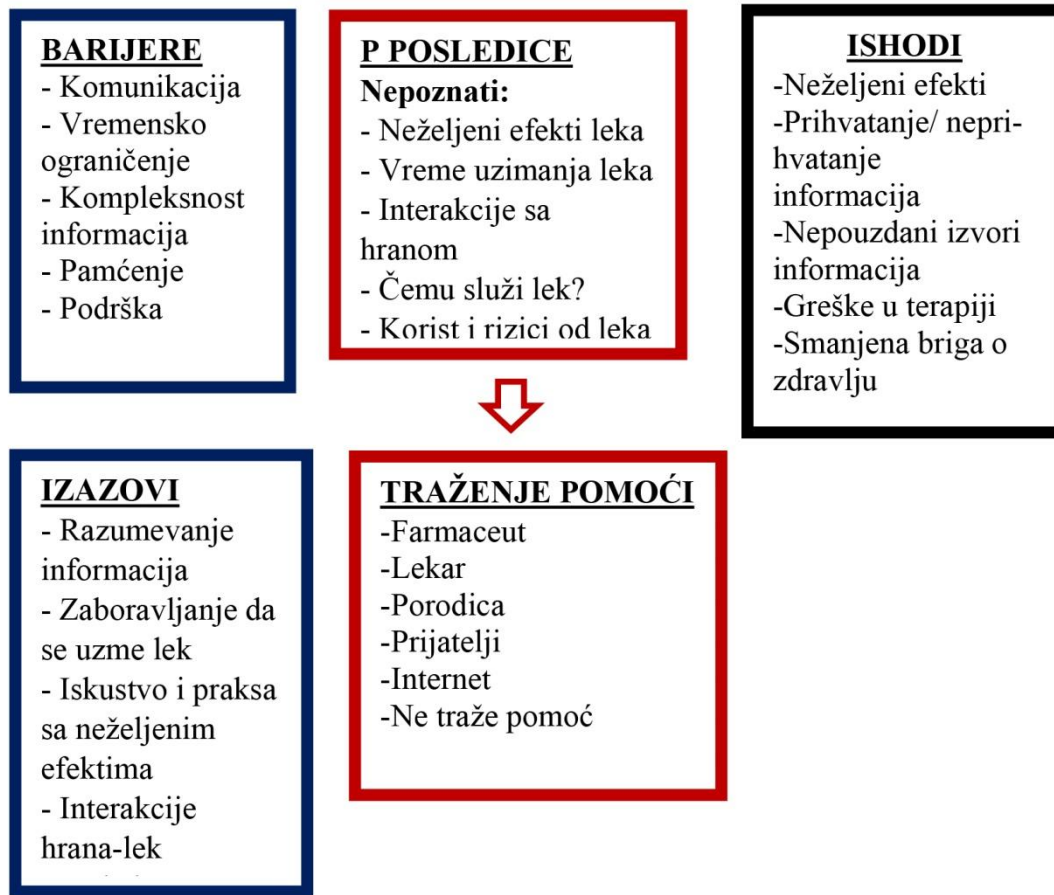 BARIJERE
- Komunikacija
- Vremensko
ograničenje
- Kompleksnost
informacija
- Pamćenje
- Podrška
P POSLEDICE
Nepoznati:
- Neželjeni efekti leka
- Vreme uzimanja leka
- Interakcije sa
hranom
- Čemu služi lek?
- Korist i rizici od leka
ISHODI
-Neželjeni efekti
-Prihvatanje/ nepri-
hvatanje
informacija
-Nepouzdani izvori
informacija
-Greške u terapiji
-Smanjena briga o
zdravlju
IZAZOVI
- Razumevanje
informacija
- Zaboravljanje da
se uzme lek
- Iskustvo i praksa
sa neželjenim
efektima
- Interakcije
hrana-lek
TRAŽENJE POMOĆI
-Farmaceut
-Lekar
-Porodica
-Prijatelji
-Internet
-Ne traže pomoć